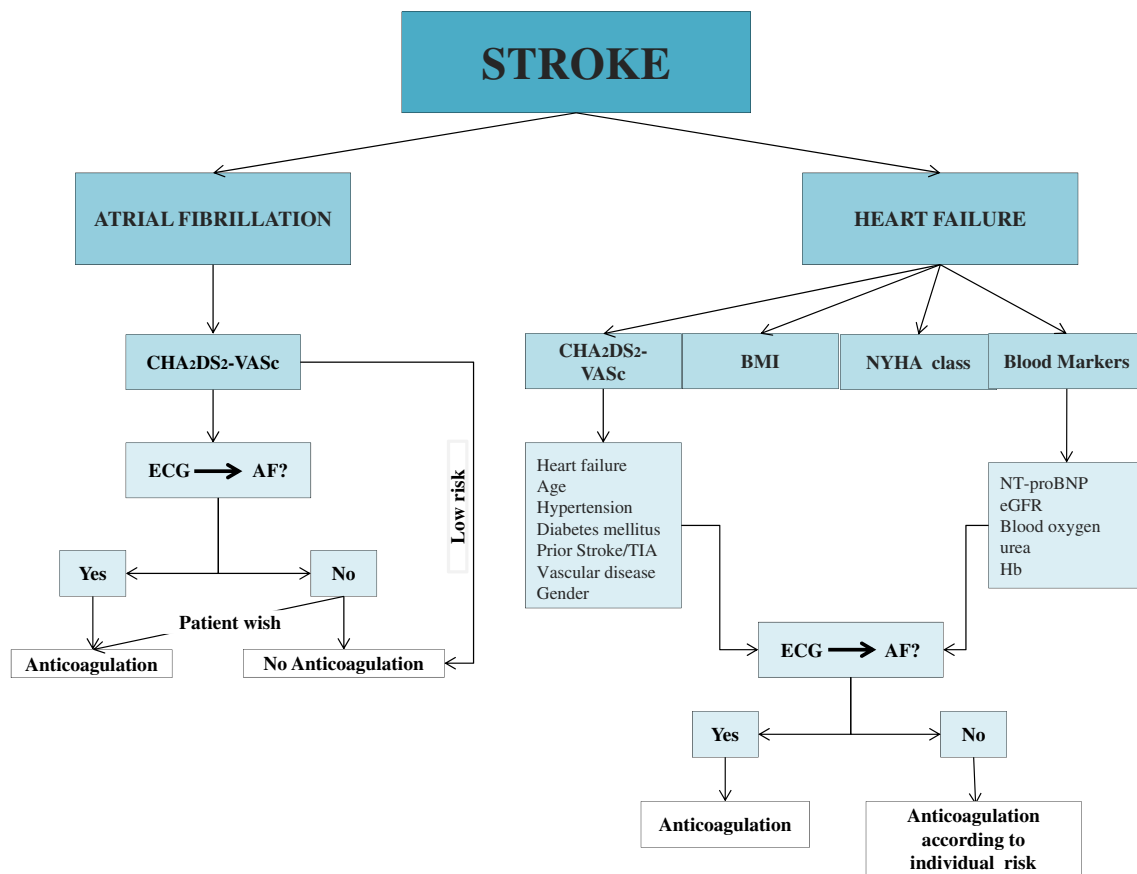 STROKE
ATRIAL FIBRILLATION
HEART FAILURE
CHA2DS2-VASc
CHA2DS2-
VASc
BMI
NYHA class
Blood Markers
ECG AF?
Low risk
Heart failure
Age
Hypertension
Diabetes mellitus
Prior Stroke/TIA
Vascular disease
Gender
NT-proBNP
eGFR
Blood oxygen
urea
Hb
Yes
No
Patient wish
Anticoagulation
No Anticoagulation
ECG AF?
Yes
No
Anticoagulation
Anticoagulation
according to
individual risk